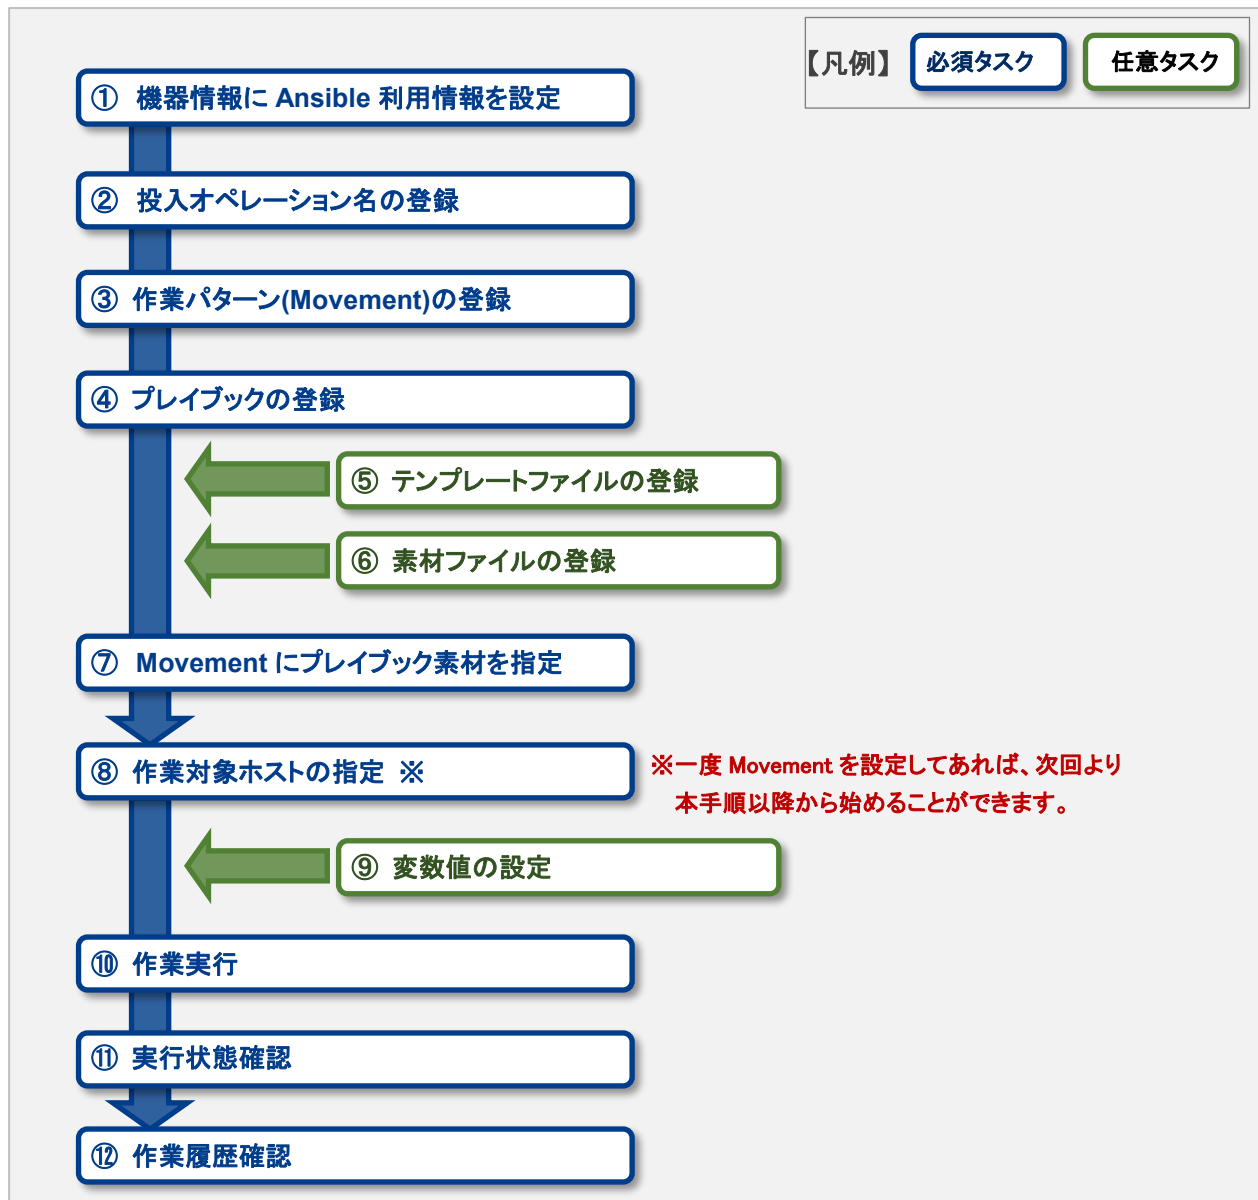 【凡例】 必須タスク 任意タスク
① 機器情報に Ansible 利用情報を設定
② 投入オペレーション名の登録
③ 作業パターン(Movement)の登録
④ プレイブックの登録
⑤ テンプレートファイルの登録
⑥ 素材ファイルの登録
⑦ Movement にプレイブック素材を指定
⑧ 作業対象ホストの指定 ※
※一度 Movement を設定してあれば、次回より
本手順以降から始めることができます。
⑨ 変数値の設定
⑩ 作業実行
⑪ 実行状態確認
⑫ 作業履歴確認